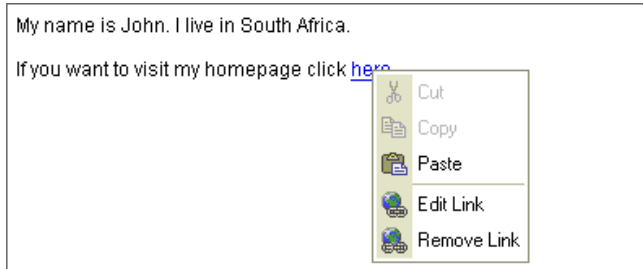 My name is John. I live in South Africa.
If you want to visit my homepage click here
Cut
Copy
Paste
Edit Link
Remove Link